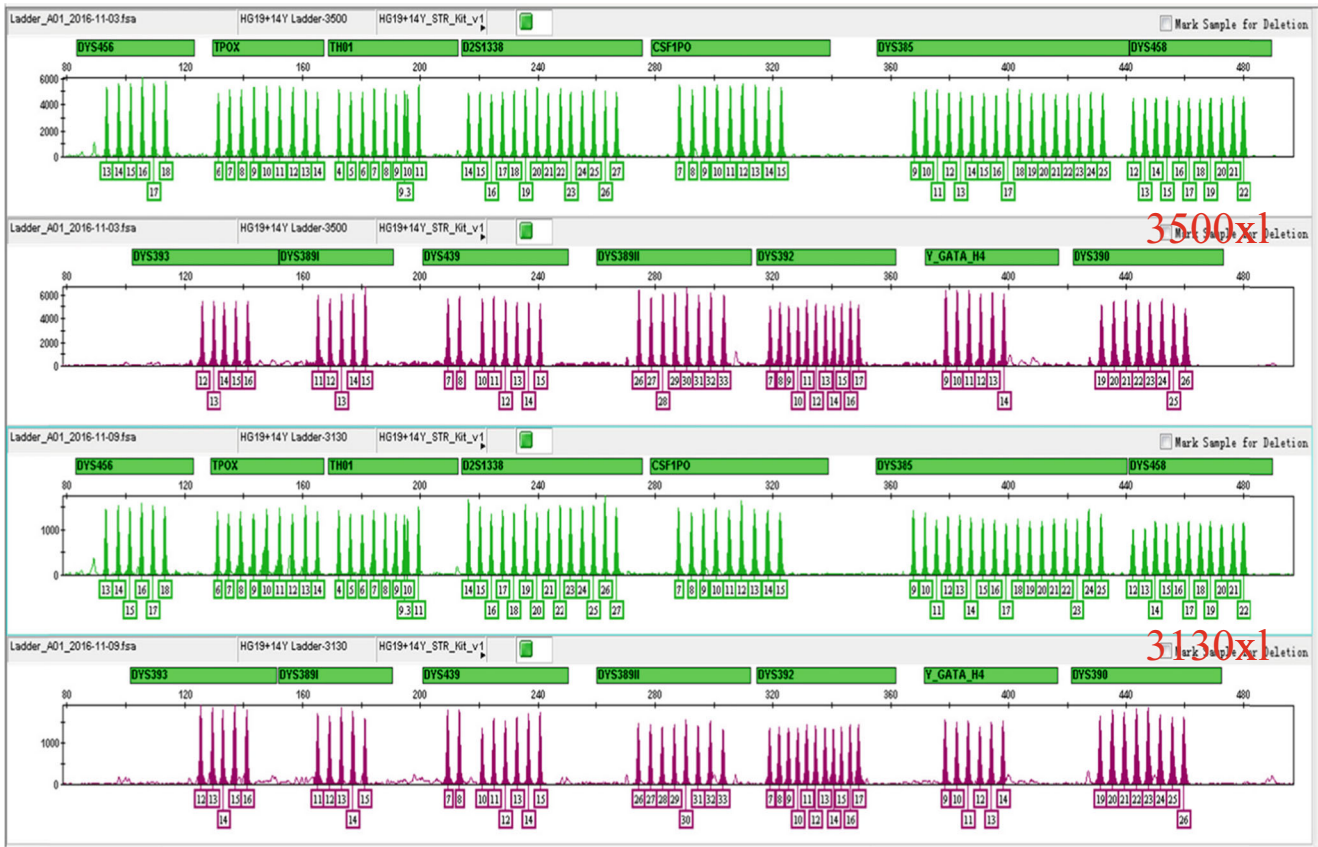 Ladder_A01_2016-11-03.fsa HG19+14Y Ladder-3500 HG19+14Y_STR_Kit_v1 Mark Sample for Deletion
DYS456 TPOX TH01 D2S1338 CSF1PO DYS385 DYS458
80 120 160 200 240 280 320 360 400 440 480
6000
4000
2000
0
13 14 15 16 18 6 7 8 9 10 11 12 13 14 4 5 6 7 8 9 10 11 14 15 17 18 20 21 22 24 25 27 7 8 9 10 11 12 13 14 15 9 10 12 14 15 16 18 19 20 21 22 23 24 25 12 14 16 18 20 21
17 9.3 16 19 23 26 11 13 17 13 15 17 19 22
3500xl
Ladder_A01_2016-11-03.fsa HG19+14Y Ladder-3500 HG19+14Y_STR_Kit_v1 Mark Sample for Deletion
DYS393 DYS389I DYS439 DYS389II DYS392 Y_GATA_H4 DYS390
80 120 160 200 240 280 320 360 400 440 480
6000
4000
2000
0
12 14 15 16 11 12 14 15 7 8 10 11 13 15 26 27 29 30 31 32 33 7 8 9 11 13 15 17 9 10 11 12 13 19 20 21 22 23 24 26
13 13 12 14 28 10 12 14 16 14 25
Ladder_A01_2016-11-09.fsa HG19+14Y Ladder-3130 HG19+14Y_STR_Kit_v1 Mark Sample for Deletion
DYS456 TPOX TH01 D2S1338 CSF1PO DYS385 DYS458
80 120 160 200 240 280 320 360 400 440 480
1000
0
13 14 16 18 6 7 8 9 10 11 12 13 14 4 5 6 7 8 9 10 14 15 17 19 21 23 24 26 7 8 9 10 11 12 13 14 15 9 10 12 13 15 16 18 19 20 21 22 24 25 12 13 15 16 18 20 21
15 17 9.3 11 16 18 20 22 25 27 11 14 17 23 14 17 19 22
3130xl
Ladder_A01_2016-11-09.fsa HG19+14Y Ladder-3130 HG19+14Y_STR_Kit_v1 Mark Sample for Deletion
DYS393 DYS389I DYS439 DYS389II DYS392 Y_GATA_H4 DYS390
80 120 160 200 240 280 320 360 400 440 480
1000
0
12 13 15 16 11 12 13 15 7 8 10 11 13 15 26 27 28 29 31 32 33 7 8 9 11 13 15 17 9 10 12 14 19 20 21 22 23 24 25
14 14 12 14 30 10 12 14 16 11 13 26